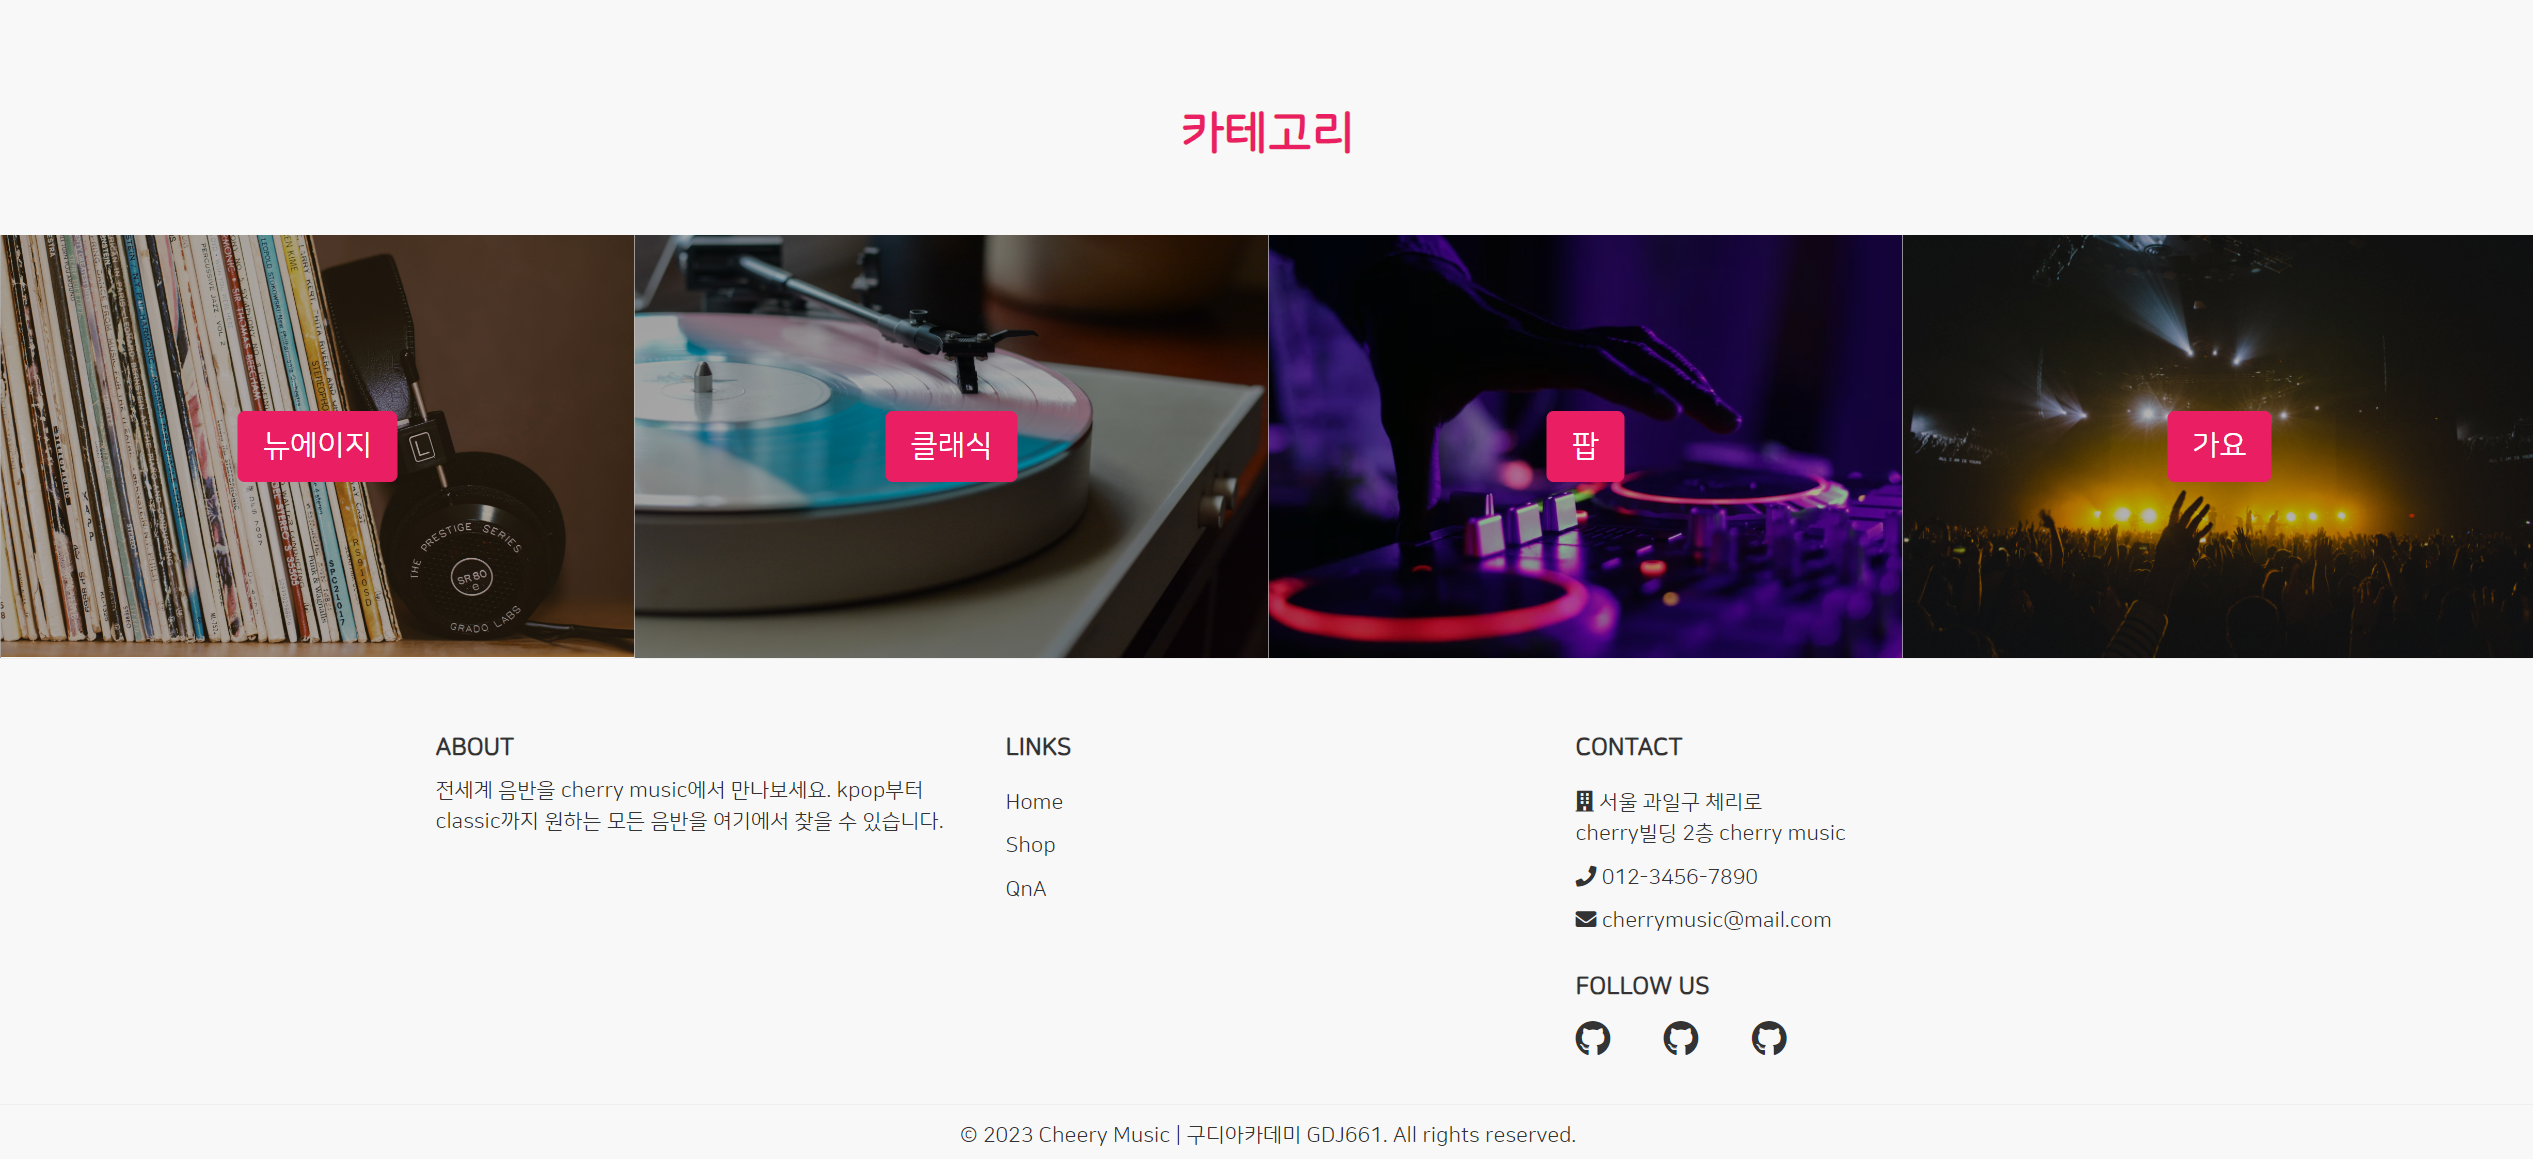 카테고리
뉴에이지
클래식
팝
가요
L
THE PRESTIGE SERIES
SR80
e
GRADO LABS
ABOUT
전세계 음반을 cherry music에서 만나보세요. kpop부터
classic까지 원하는 모든 음반을 여기에서 찾을 수 있습니다.
LINKS
Home
Shop
QnA
CONTACT
서울 과일구 체리로
cherry빌딩 2층 cherry music
012-3456-7890
cherrymusic@mail.com
FOLLOW US
© 2023 Cheery Music | 구디아카데미 GDJ661. All rights reserved.